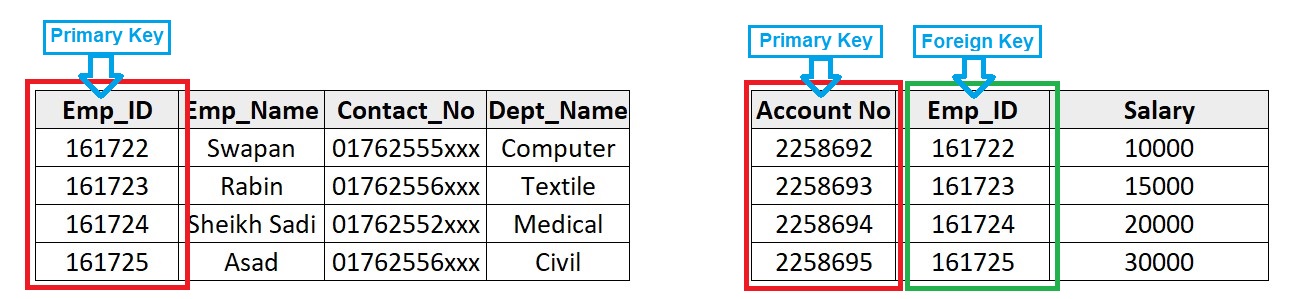 Primary Key
Primary Key
Foreign Key
Emp_ID Emp_Name Contact_No Dept_Name
161722 Swapan 01762555xxx Computer
161723 Rabin 01762556xxx Textile
161724 Sheikh Sadi 01762552xxx Medical
161725 Asad 01762556xxx Civil
Account No Emp_ID Salary
2258692 161722 10000
2258693 161723 15000
2258694 161724 20000
2258695 161725 30000